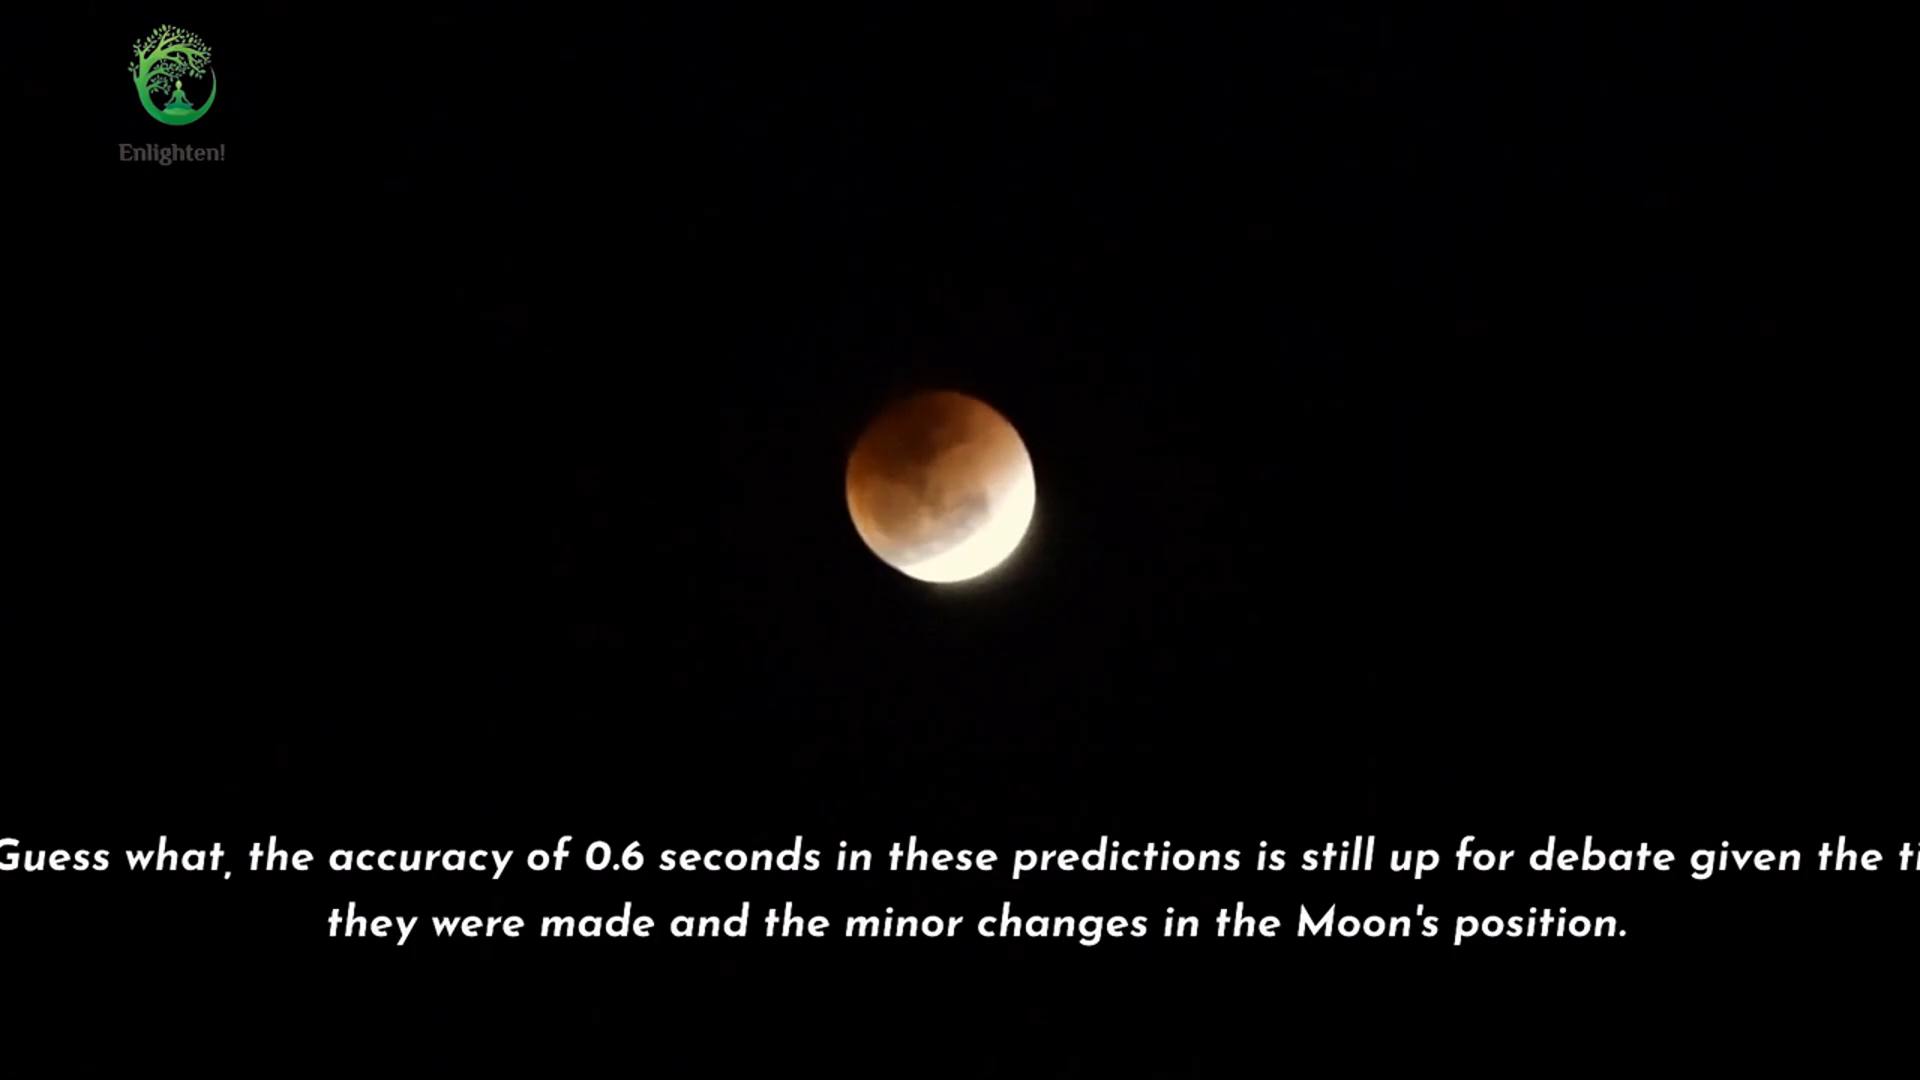 Enlighten!
Guess what, the accuracy of 0.6 seconds in these predictions is still up for debate given the
they were made and the minor changes in the Moon's position.